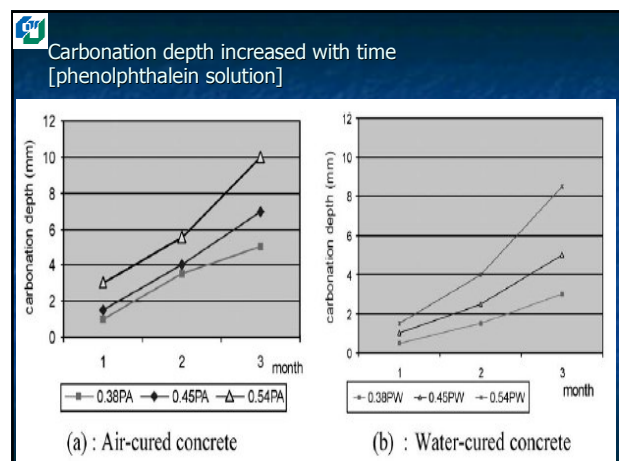 Carbonation depth increased with time
[phenolphthalein solution]
carbonation depth (mm)
12
10
8
6
4
2
0
1 2 3 month
0.38PA 0.45PA 0.54PA
(a) : Air-cured concrete
carbonation depth (mm)
12
10
8
6
4
2
0
1 2 3
month
0.38PW 0.45PW 0.54PW
(b) : Water-cured concrete